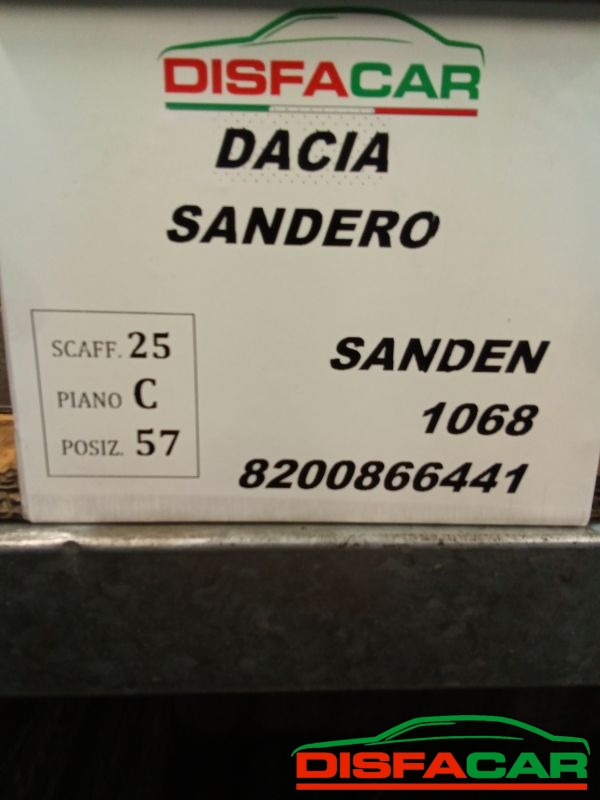 DISFACAR
DACIA
SANDERO
SCAFF. 25
PIANO C
POSIZ. 57
SANDEN
1068
8200866441
DISFACAR